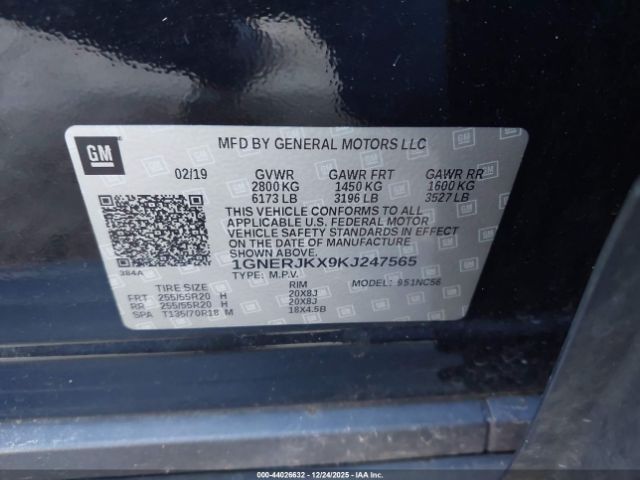 GM
MFD BY GENERAL MOTORS LLC
02/19 GVWR GAWR FRT GAWR RR
2800 KG 1450 KG 1600 KG
6173 LB 3196 LB 3527 LB
THIS VEHICLE CONFORMS TO ALL
APPLICABLE U.S. FEDERAL MOTOR
VEHICLE SAFETY STANDARDS IN EFFECT
ON THE DATE OF MANUFACTURE
SHOWN ABOVE.
384A 1GNERJKX9KJ247565
TYPE: M.P.V. MODEL: 951NC56
TIRE SIZE RIM
FRT 255/55R20 H 20X8J
RR 255/55R20 H 20X8J
SPA T135/70R18 M 18X4.5B
000-44026632 - 12/24/2025 - IAAI.com